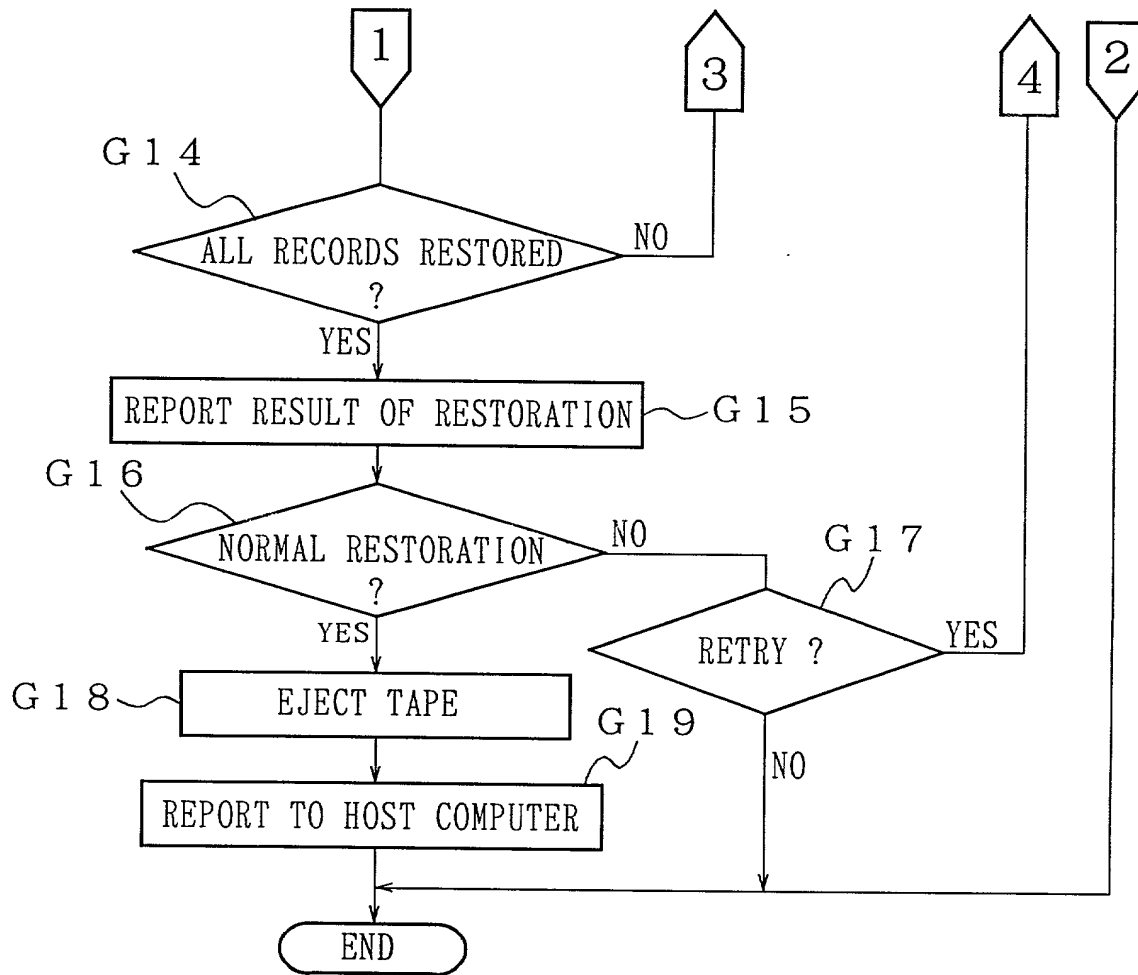 1
3
4
2
G14
ALL RECORDS RESTORED
?
NO
YES
REPORT RESULT OF RESTORATION
G15
G16
NORMAL RESTORATION
?
NO
YES
G17
RETRY ?
YES
NO
G18
EJECT TAPE
G19
REPORT TO HOST COMPUTER
END